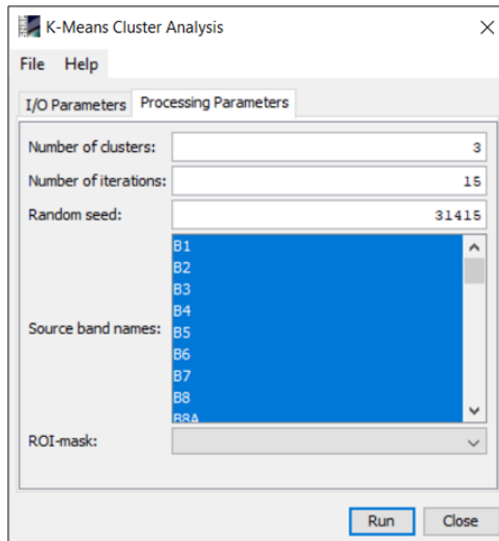 K-Means Cluster Analysis
File Help
I/O Parameters Processing Parameters
Number of clusters: 3
Number of iterations: 15
Random seed: 31415
Source band names:
B1
B2
B3
B4
B5
B6
B7
B8
B8A
ROI-mask:
Run Close